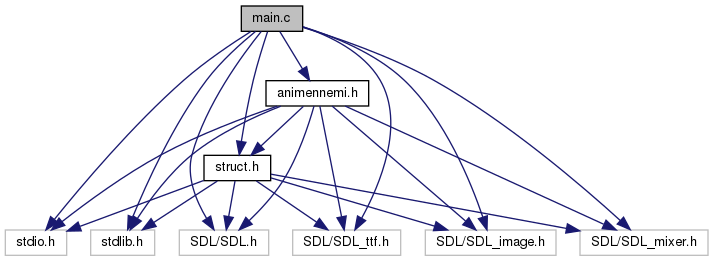 main.c
animennemi.h
struct.h
stdio.h
stdlib.h
SDL/SDL.h
SDL/SDL_ttf.h
SDL/SDL_image.h
SDL/SDL_mixer.h